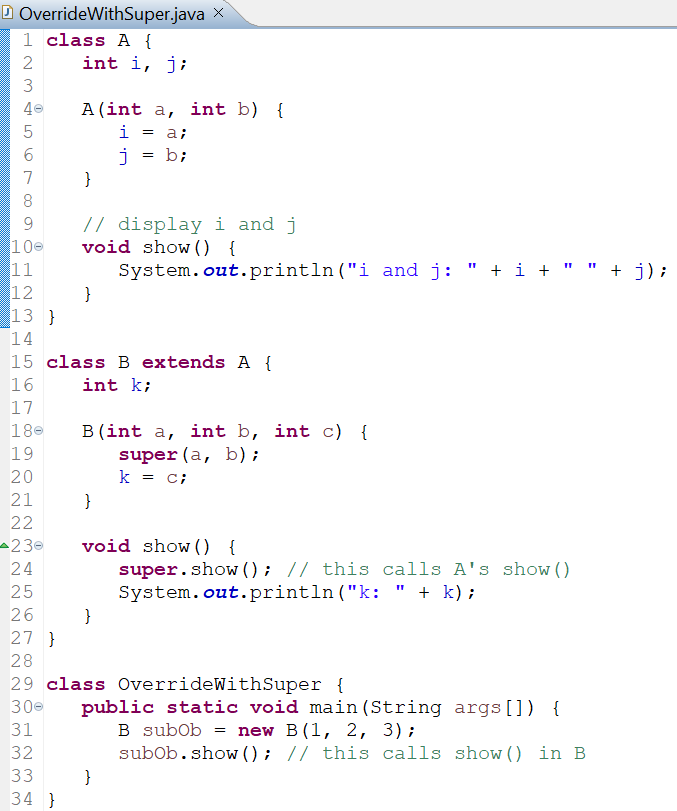 OverrideWithSuper.java
1 class A {
2    int i, j;
3
4    A(int a, int b) {
5       i = a;
6       j = b;
7    }
8
9    // display i and j
10    void show() {
11       System.out.println("i and j: " + i + " " + j);
12    }
13 }
14
15 class B extends A {
16    int k;
17
18    B(int a, int b, int c) {
19       super(a, b);
20       k = c;
21    }
22
23    void show() {
24       super.show(); // this calls A's show()
25       System.out.println("k: " + k);
26    }
27 }
28
29 class OverrideWithSuper {
30    public static void main(String args[]) {
31       B subOb = new B(1, 2, 3);
32       subOb.show(); // this calls show() in B
33    }
34 }